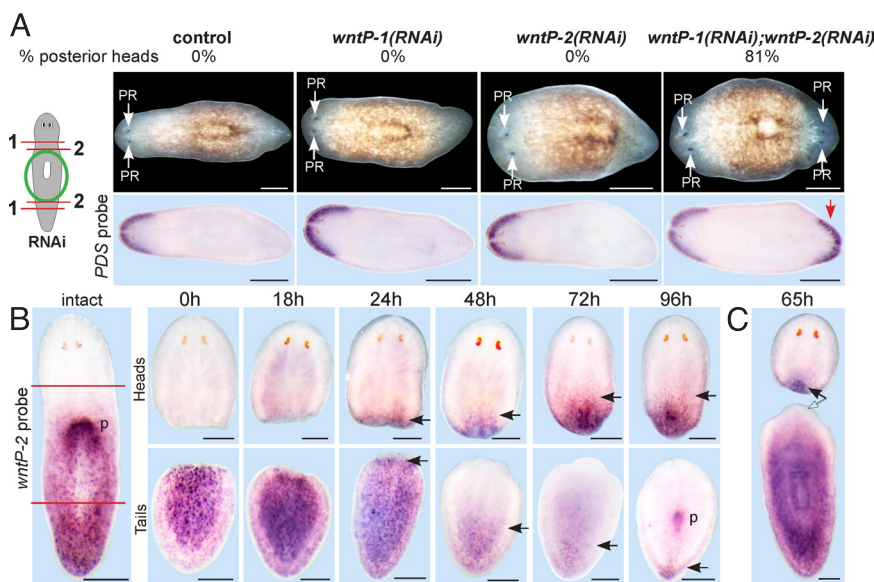 A
control
wntP-1(RNAi)
wntP-2(RNAi)
wntP-1(RNAi);wntP-2(RNAi)
% posterior heads
0%
0%
0%
81%
PR
PR
PR
PR
PR
PR
PR
PR
PR
PR
1
2
1
2
RNAi
PDS probe
B
intact
0h
18h
24h
48h
72h
96h
C
65h
wntP-2 probe
p
Heads
Tails
p